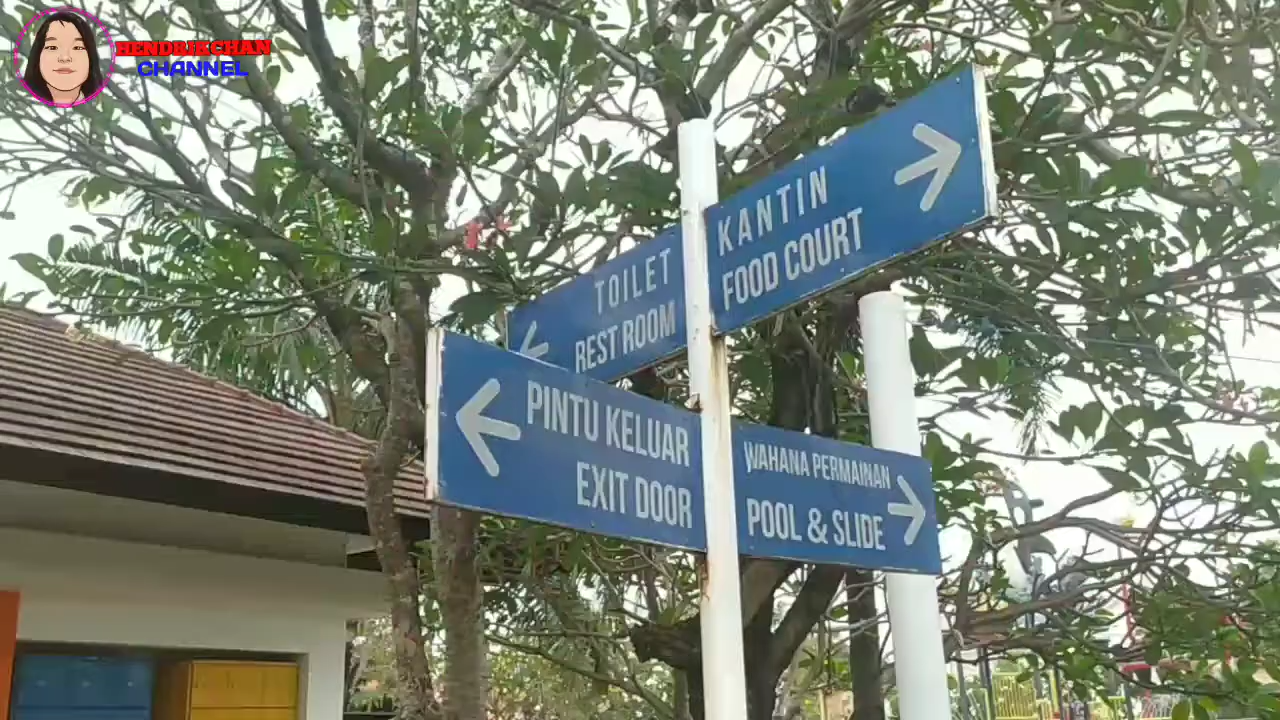 HENDRIKCHAN
CHANNEL
KANTIN
FOOD COURT
TOILET
REST ROOM
PINTU KELUAR
EXIT DOOR
WAHANA PERMAINAN
POOL & SLIDE